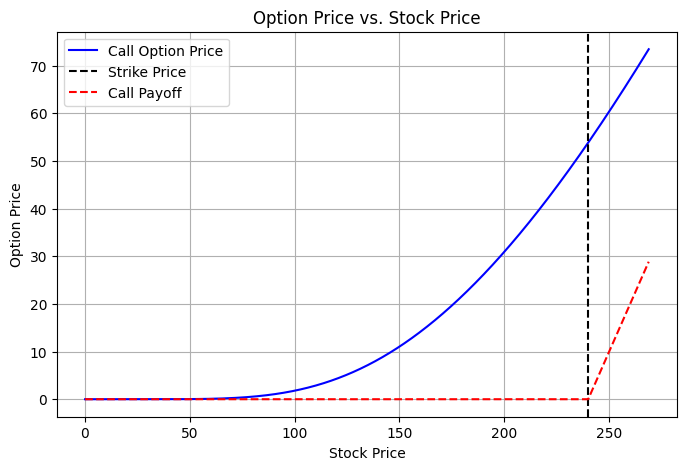 Option Price vs. Stock Price
Call Option Price
Strike Price
Call Payoff
70
60
50
40
30
20
10
0
Option Price
0 50 100 150 200 250
Stock Price